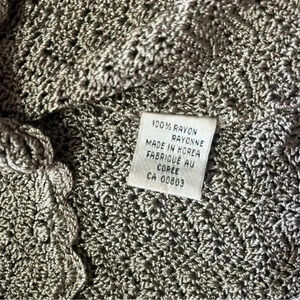 100% RAYON
RAYONNE
MADE IN KOREA
FABRIQUÉ AU
CORÉE
CA 00803